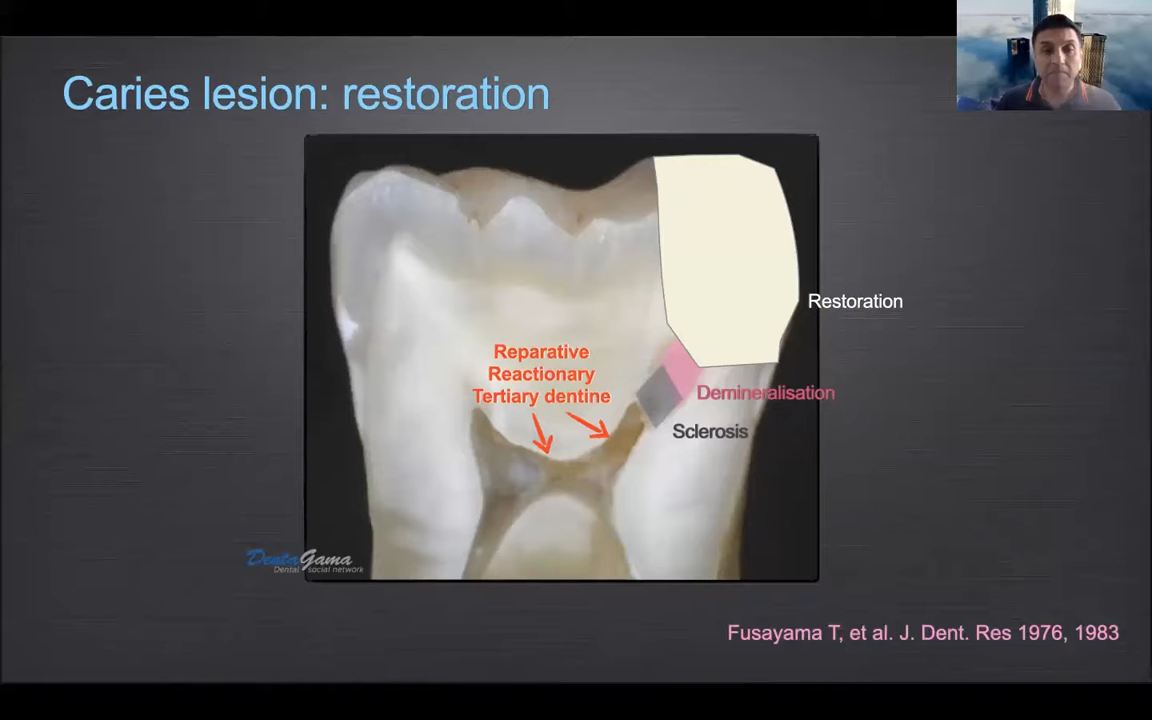 Caries lesion: restoration
Restoration
Reparative
Reactionary
Tertiary dentine
Demineralisation
Sclerosis
DentaGama
Dental social network
Fusayama T, et al. J. Dent. Res 1976, 1983